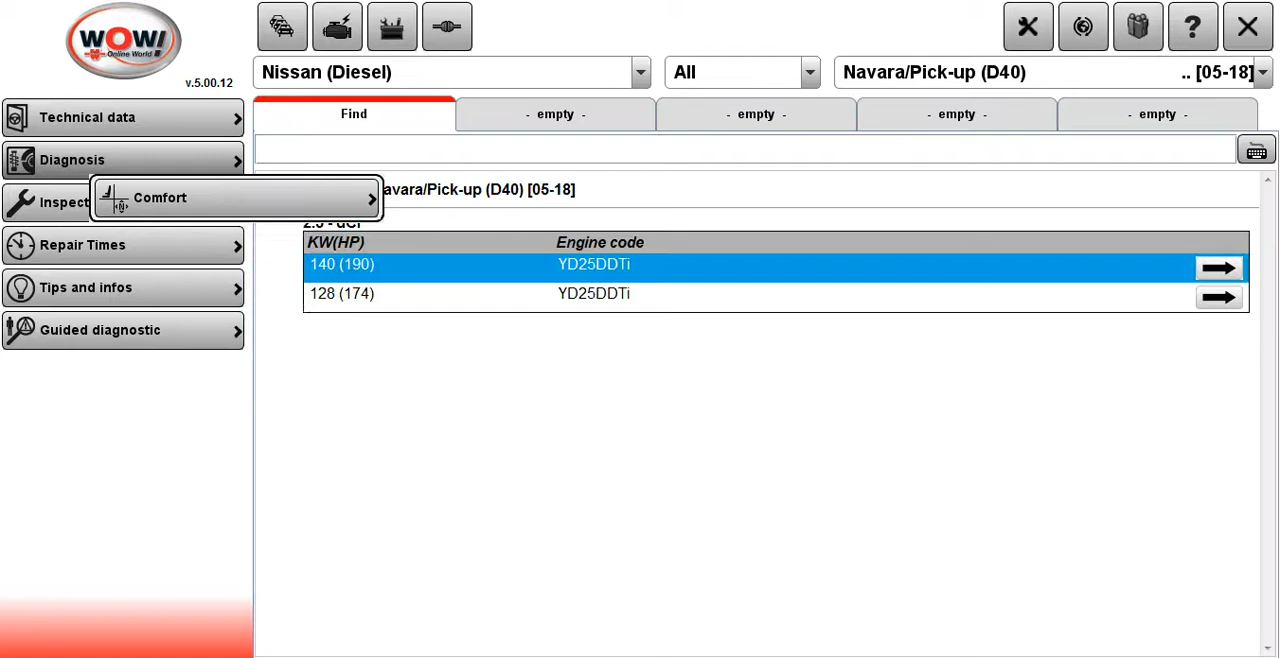 WOW!
Online World
v.5.00.12
Nissan (Diesel)
All
Navara/Pick-up (D40) .. [05-18]
Technical data
Diagnosis
Comfort
Inspect
Repair Times
Tips and infos
Guided diagnostic
Find
- empty -
- empty -
- empty -
- empty -
avara/Pick-up (D40) [05-18]
KW(HP) Engine code
140 (190) YD25DDTi
128 (174) YD25DDTi